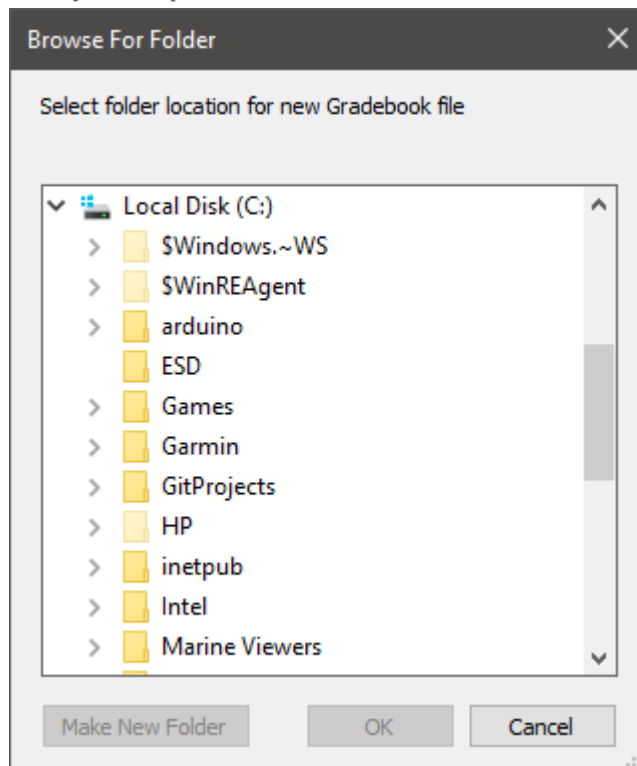 Browse For Folder
Select folder location for new Gradebook file
Local Disk (C:)
$Windows.~WS
$WinREAgent
arduino
ESD
Games
Garmin
GitProjects
HP
inetpub
Intel
Marine Viewers
Make New Folder OK Cancel